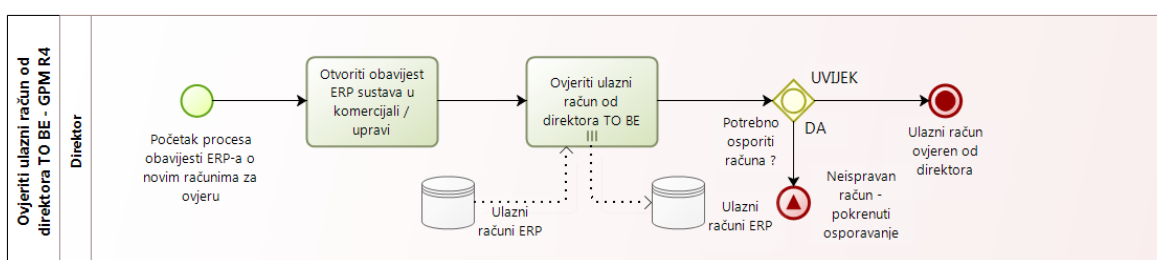 Ovjeriti ulazni račun od
direktora TO BE - GPM R4
Direktor
Početak procesa
obavijesti ERP-a o
novim računima za
ovjeru
Otvoriti obavijest
ERP sustava u
komercijali /
upravi
Ovjeriti ulazni
račun od
direktora TO BE
Ulazni
računi ERP
Ulazni
računi ERP
Potrebno
osporiti
računa ?
UVIJEK
DA
Neispravan
račun -
pokrenuti
osporavanje
Ulazni račun
ovjeren od
direktora